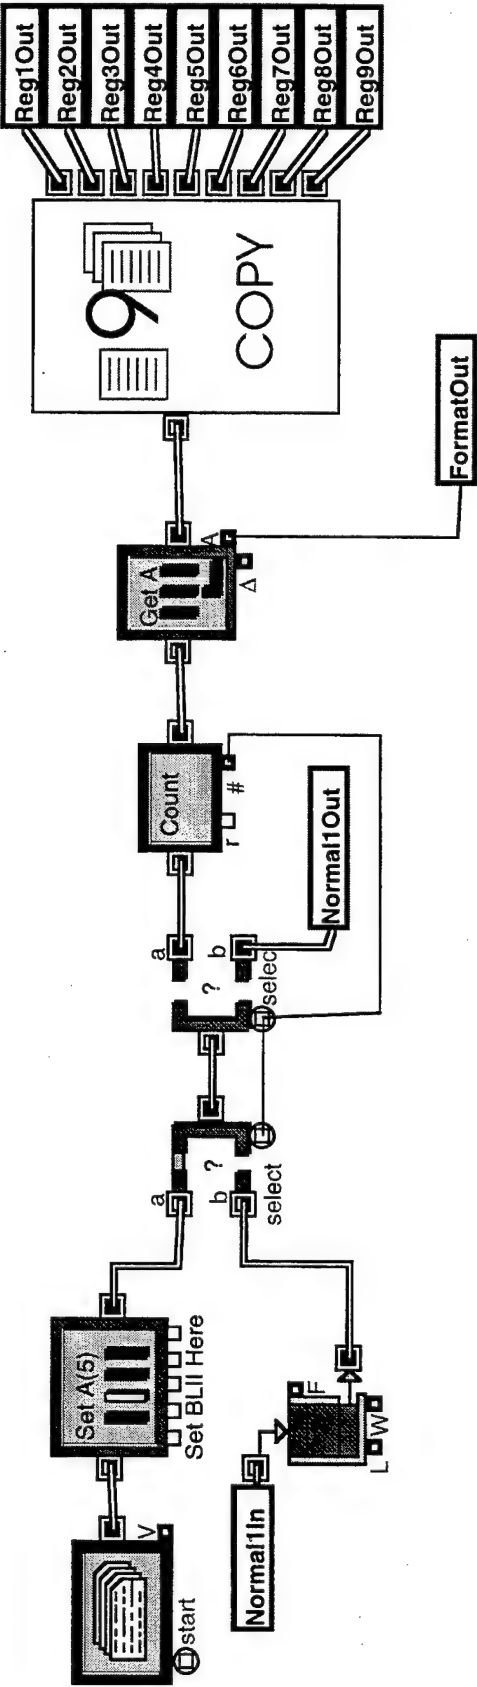 start
V
Set A(5)
Set BLII Here
Normal1In
F
L
W
a
b
?
select
a
b
?
selec
Normal1Out
Count
r
#
Get A
Δ
A
FormatOut
9
COPY
Reg1Out
Reg2Out
Reg3Out
Reg4Out
Reg5Out
Reg6Out
Reg7Out
Reg8Out
Reg9Out